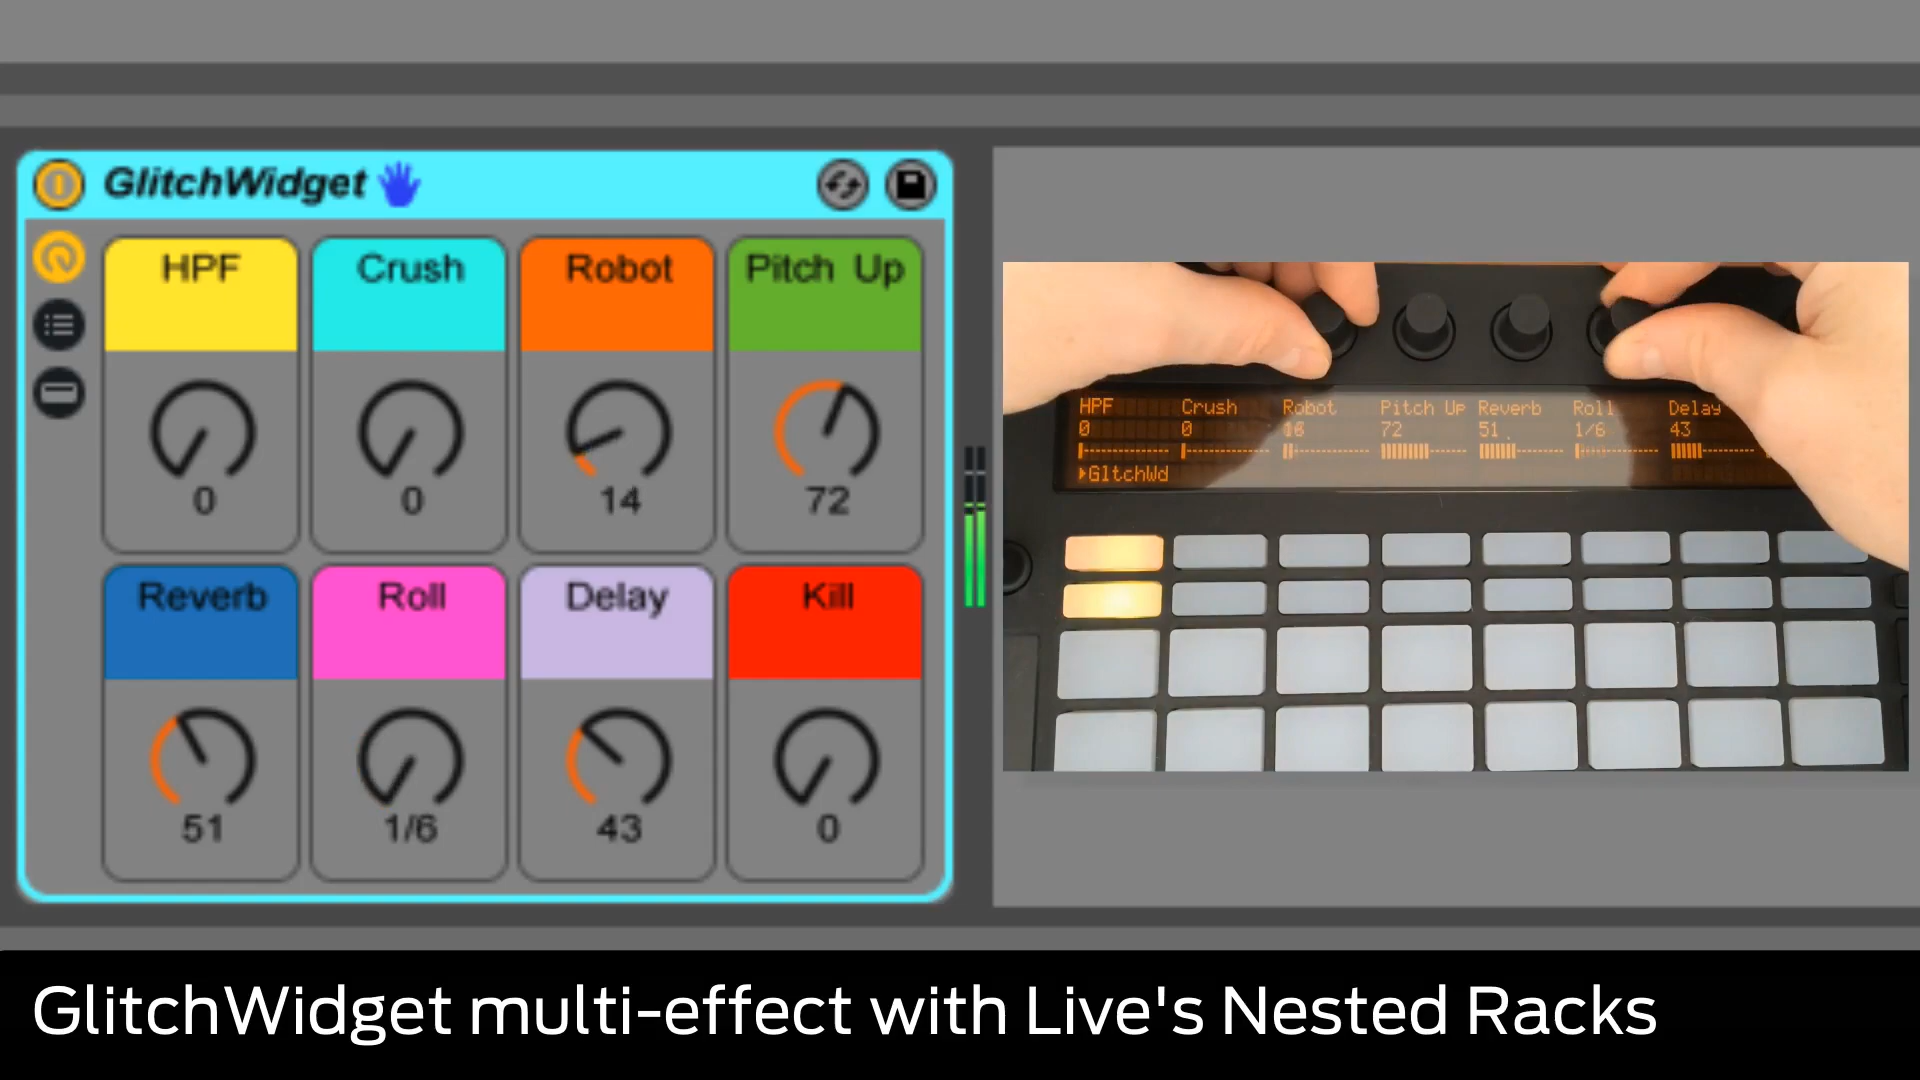 GlitchWidget
HPF Crush Robot Pitch Up
0 0 14 72
Reverb Roll Delay Kill
51 1/6 43 0
HPF Crush Robot Pitch Up Reverb Roll Delay
0 0 16 72 51 1/6 43
GltchWd
GlitchWidget multi-effect with Live's Nested Racks